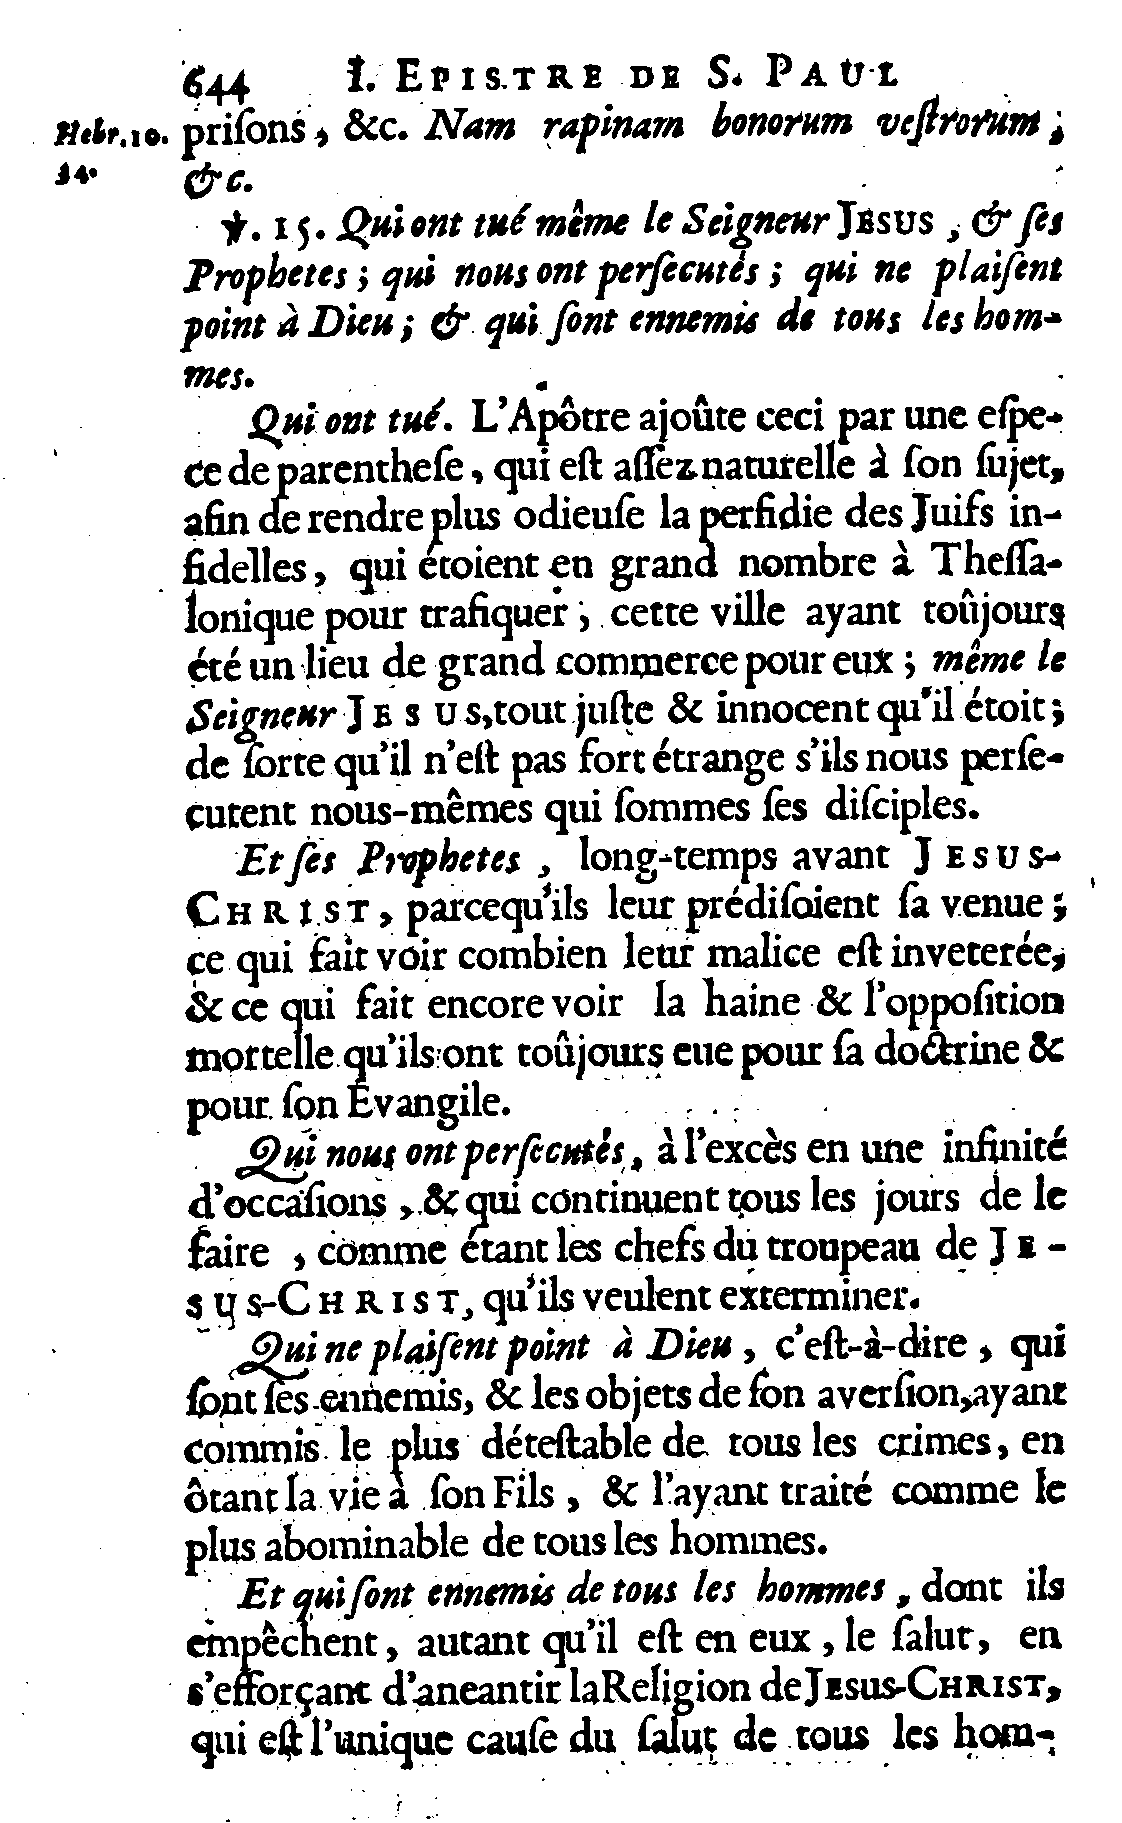 644 I. EPISTRE DE S. PAUL
Hebr. 10. priſons, &c. Nam rapinam bonorum veſtrorum,
34. &c.
℣. 15. Qui ont tué même le Seigneur JESUS, & ſes
Prophetes; qui nous ont perſecutés; qui ne plaiſent
point à Dieu; & qui ſont ennemis de tous les hom-
mes.
Qui ont tué. L'Apôtre ajoûte ceci par une eſpe-
ce de parentheſe, qui eſt aſſez naturelle à ſon ſujet,
afin de rendre plus odieuſe la perfidie des Juifs in-
fidelles, qui étoient en grand nombre à Theſſa-
lonique pour trafiquer, cette ville ayant toûjours
été un lieu de grand commerce pour eux; même le
Seigneur JESUS, tout juſte & innocent qu'il étoit;
de ſorte qu'il n'eſt pas fort étrange s'ils nous perſe-
cutent nous-mêmes qui ſommes ſes diſciples.
Et ſes Prophetes, long-temps avant JESUS-
CHRIST, parcequ'ils leur prédiſoient ſa venue;
ce qui fait voir combien leur malice eſt inveterée,
& ce qui fait encore voir la haine & l'oppoſition
mortelle qu'ils ont toûjours eue pour ſa doctrine &
pour ſon Evangile.
Qui nous ont perſecutés, à l'excès en une infinité
d'occaſions, & qui continuent tous les jours de le
faire, comme étant les chefs du troupeau de JE-
SUS-CHRIST, qu'ils veulent exterminer.
Qui ne plaiſent point à Dieu, c'eſt-à-dire, qui
ſont ſes ennemis, & les objets de ſon averſion, ayant
commis le plus déteſtable de tous les crimes, en
ôtant la vie à ſon Fils, & l'ayant traité comme le
plus abominable de tous les hommes.
Et qui ſont ennemis de tous les hommes, dont ils
empêchent, autant qu'il eſt en eux, le ſalut, en
s'efforçant d'aneantir la Religion de JESUS-CHRIST,
qui eſt l'unique cauſe du ſalut de tous les hom-